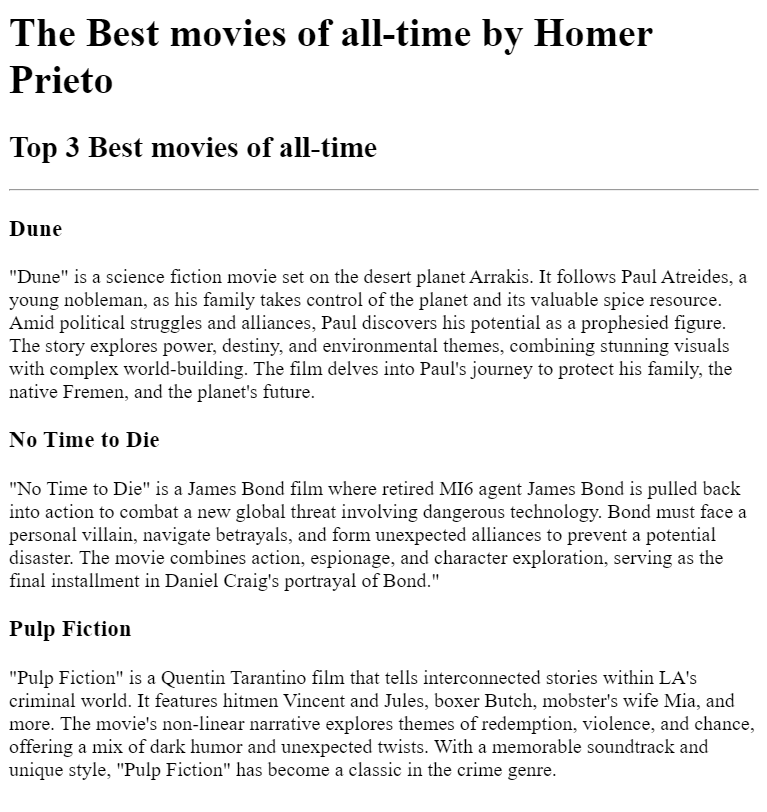 The Best movies of all-time by Homer
Prieto
Top 3 Best movies of all-time
Dune
"Dune" is a science fiction movie set on the desert planet Arrakis. It follows Paul Atreides, a
young nobleman, as his family takes control of the planet and its valuable spice resource.
Amid political struggles and alliances, Paul discovers his potential as a prophesied figure.
The story explores power, destiny, and environmental themes, combining stunning visuals
with complex world-building. The film delves into Paul's journey to protect his family, the
native Fremen, and the planet's future.
No Time to Die
"No Time to Die" is a James Bond film where retired MI6 agent James Bond is pulled back
into action to combat a new global threat involving dangerous technology. Bond must face a
personal villain, navigate betrayals, and form unexpected alliances to prevent a potential
disaster. The movie combines action, espionage, and character exploration, serving as the
final installment in Daniel Craig's portrayal of Bond."
Pulp Fiction
"Pulp Fiction" is a Quentin Tarantino film that tells interconnected stories within LA's
criminal world. It features hitmen Vincent and Jules, boxer Butch, mobster's wife Mia, and
more. The movie's non-linear narrative explores themes of redemption, violence, and chance,
offering a mix of dark humor and unexpected twists. With a memorable soundtrack and
unique style, "Pulp Fiction" has become a classic in the crime genre.